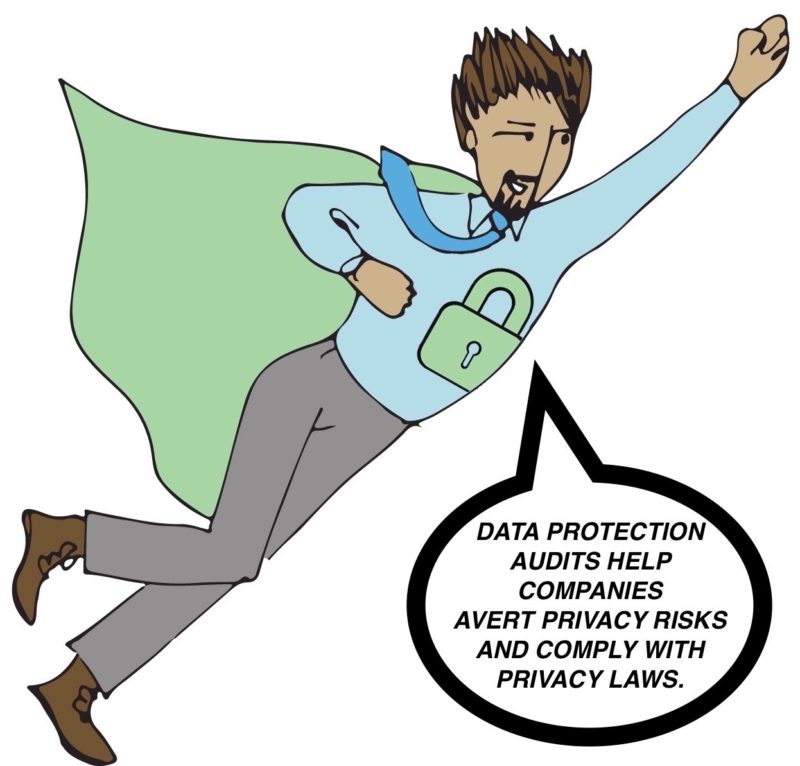 DATA PROTECTION
AUDITS HELP
COMPANIES
AVERT PRIVACY RISKS
AND COMPLY WITH
PRIVACY LAWS.